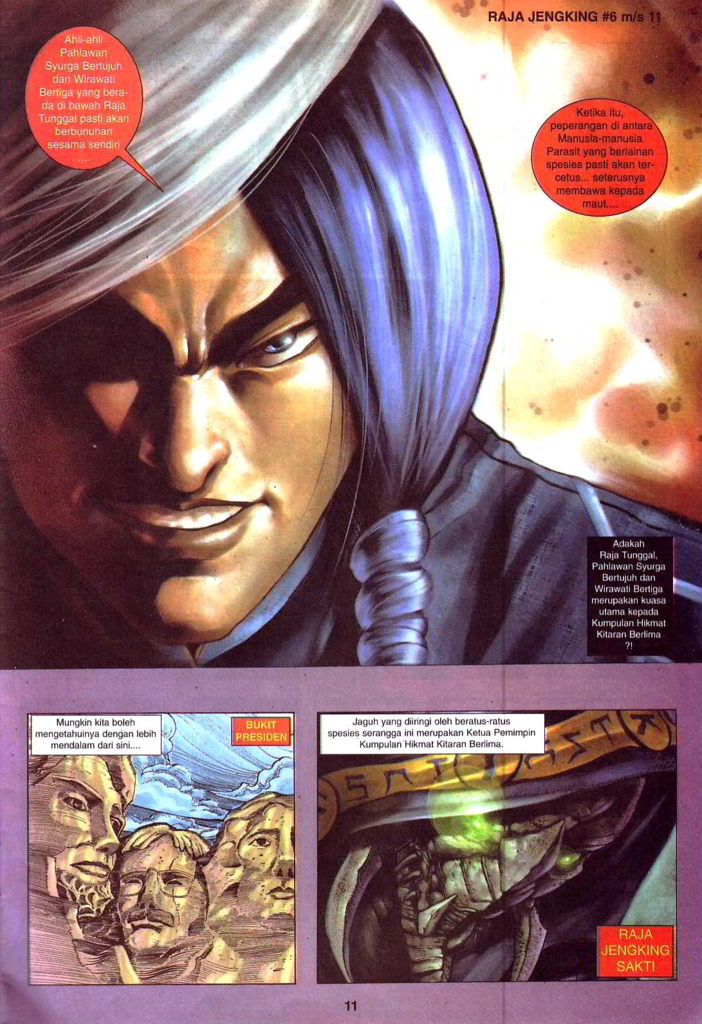 RAJA JENGKING #6 m/s 11
Ahli-ahli
Pahlawan
Syurga Bertujuh
dan Wirawati
Bertiga yang bera-
da di bawah Raja
Tunggal pasti akan
berbunuhan
sesama sendiri
.....
Ketika itu,
peperangan di antara
Manusia-manusia
Parasit yang berlainan
spesies pasti akan ter-
cetus... seterusnya
membawa kepada
maut....
Adakah
Raja Tunggal,
Pahlawan Syurga
Bertujuh dan
Wirawati Bertiga
merupakan kuasa
utama kepada
Kumpulan Hikmat
Kitaran Berlima
?!
Mungkin kita boleh
mengetahuinya dengan lebih
mendalam dari sini....
BUKIT
PRESIDEN
Jaguh yang diiringi oleh beratus-ratus
spesies serangga ini merupakan Ketua Pemimpin
Kumpulan Hikmat Kitaran Berlima.
RAJA
JENGKING
SAKTI
11